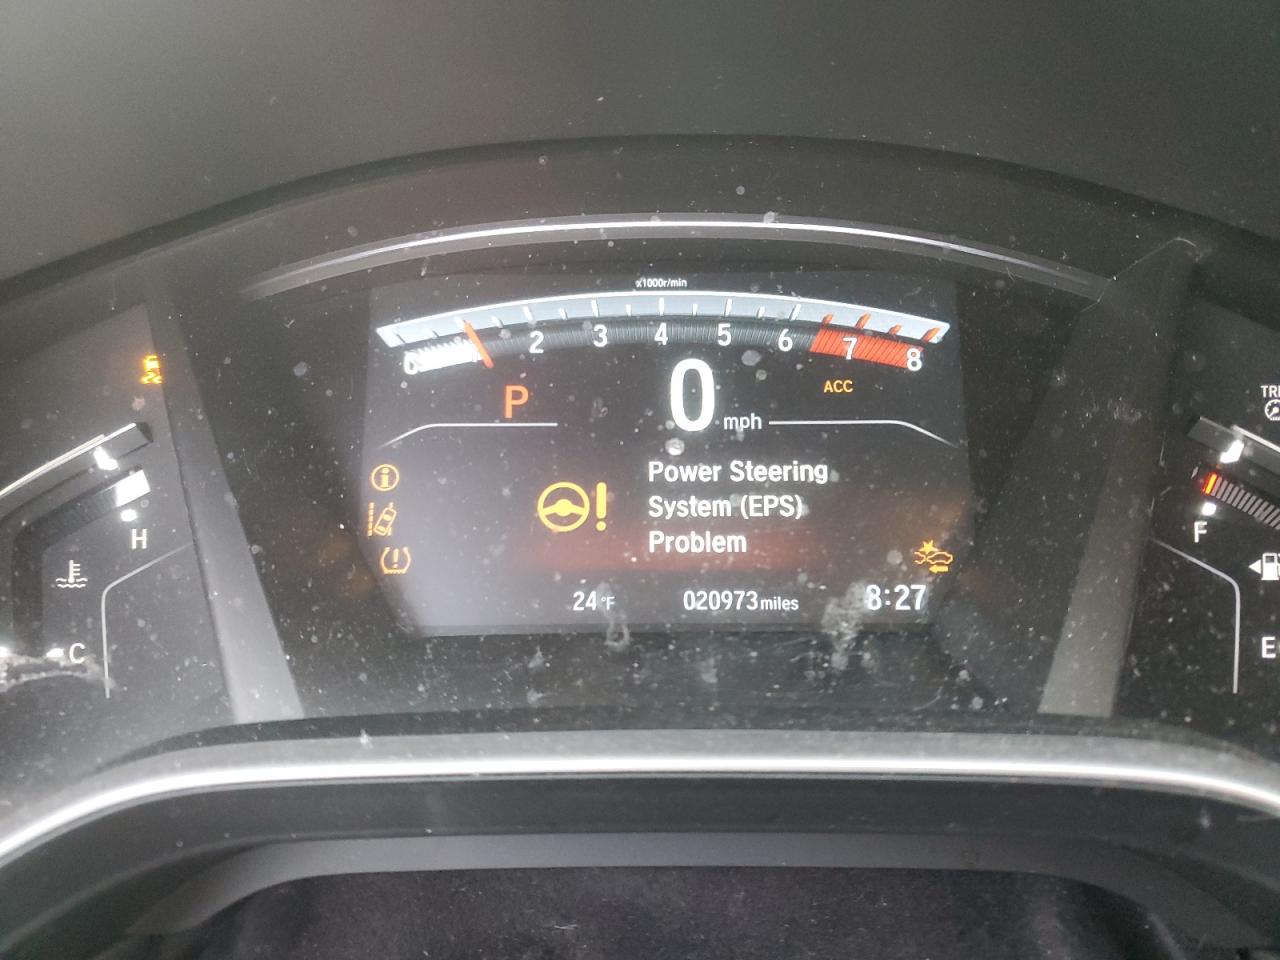 x1000r/min
0 2 3 4 5 6 7 8
P 0 mph ACC
Power Steering
System (EPS)
Problem
24°F 020973 miles 8:27
H
C
F
E